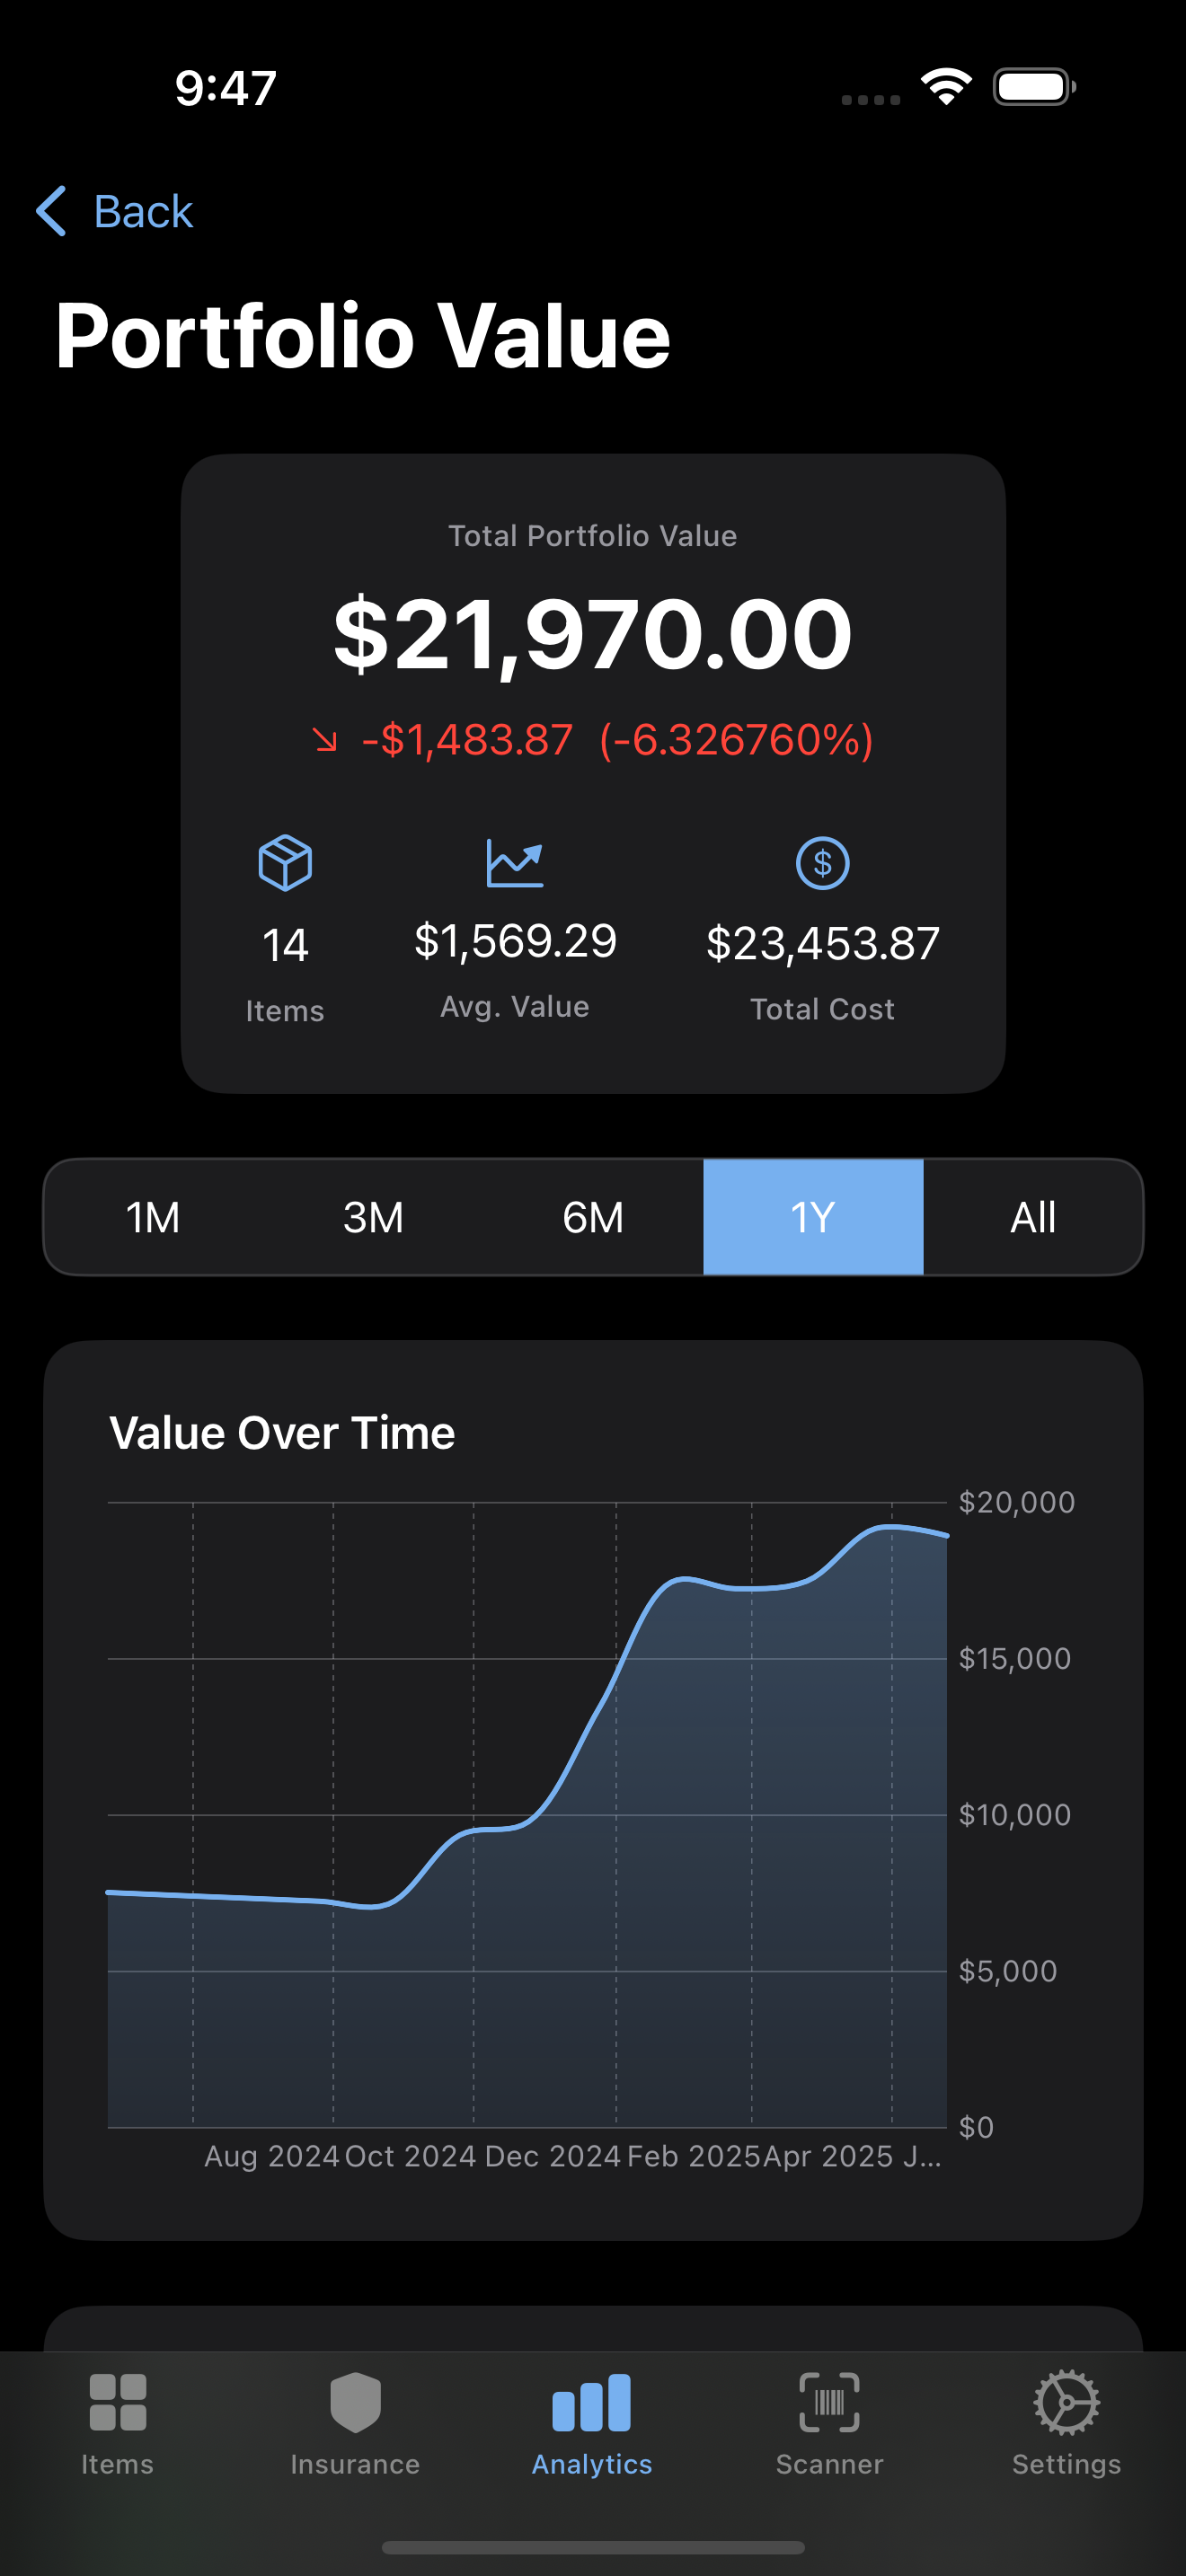 9:47
Back
Portfolio Value
Total Portfolio Value
$21,970.00
-$1,483.87 (-6.326760%)
14 $1,569.29 $23,453.87
Items Avg. Value Total Cost
1M 3M 6M 1Y All
Value Over Time
$20,000
$15,000
$10,000
$5,000
$0
Aug 2024 Oct 2024 Dec 2024 Feb 2025 Apr 2025 J...
Items Insurance Analytics Scanner Settings